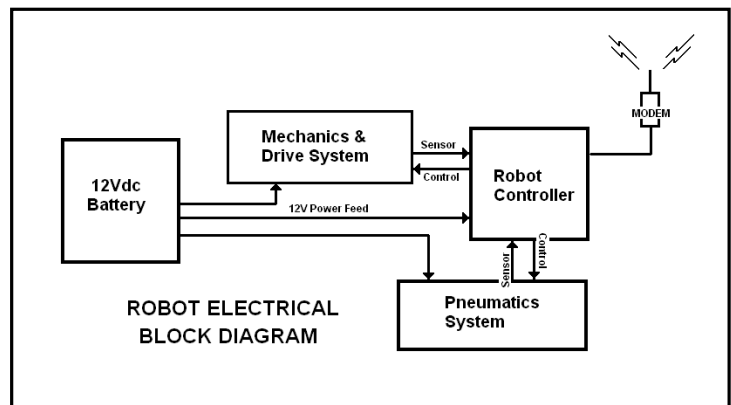 MODEM
Mechanics &
Drive System
Sensor
Control
12Vdc
Battery
Robot
Controller
12V Power Feed
Sensor
Control
Pneumatics
System
ROBOT ELECTRICAL
BLOCK DIAGRAM